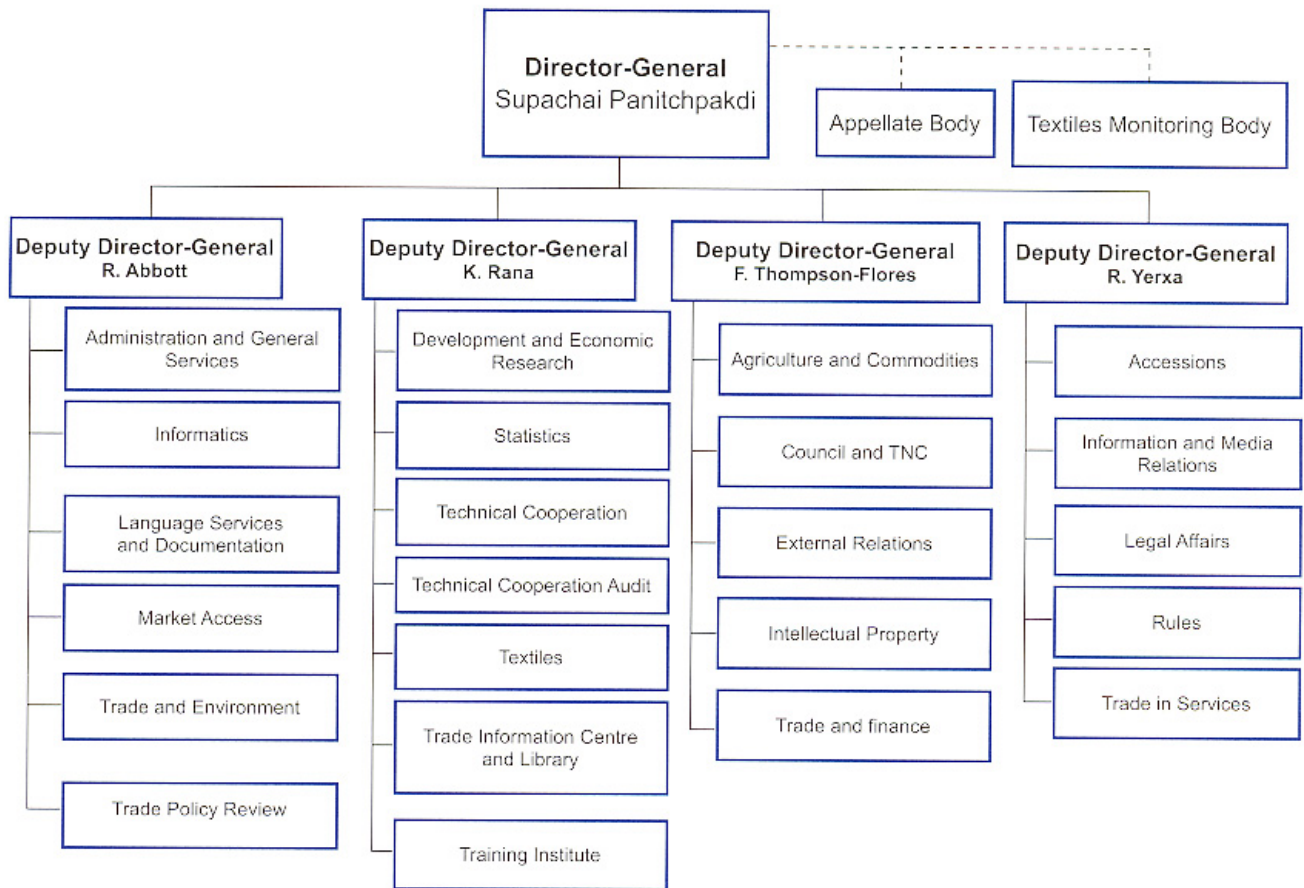 Director-General
Supachai Panitchpakdi
Appellate Body
Textiles Monitoring Body
Deputy Director-General
R. Abbott
Administration and General
Services
Informatics
Language Services
and Documentation
Market Access
Trade and Environment
Trade Policy Review
Deputy Director-General
K. Rana
Development and Economic
Research
Statistics
Technical Cooperation
Technical Cooperation Audit
Textiles
Trade Information Centre
and Library
Training Institute
Deputy Director-General
F. Thompson-Flores
Agriculture and Commodities
Council and TNC
External Relations
Intellectual Property
Trade and finance
Deputy Director-General
R. Yerxa
Accessions
Information and Media
Relations
Legal Affairs
Rules
Trade in Services